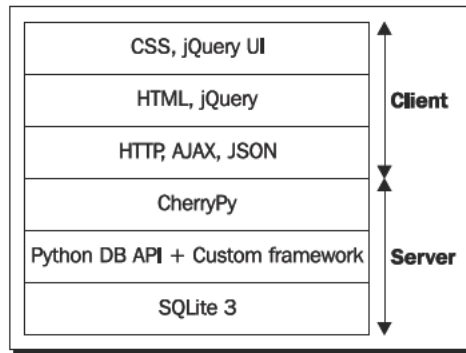 CSS, jQuery UI
HTML, jQuery
Client
HTTP, AJAX, JSON
CherryPy
Python DB API + Custom framework
Server
SQLite 3